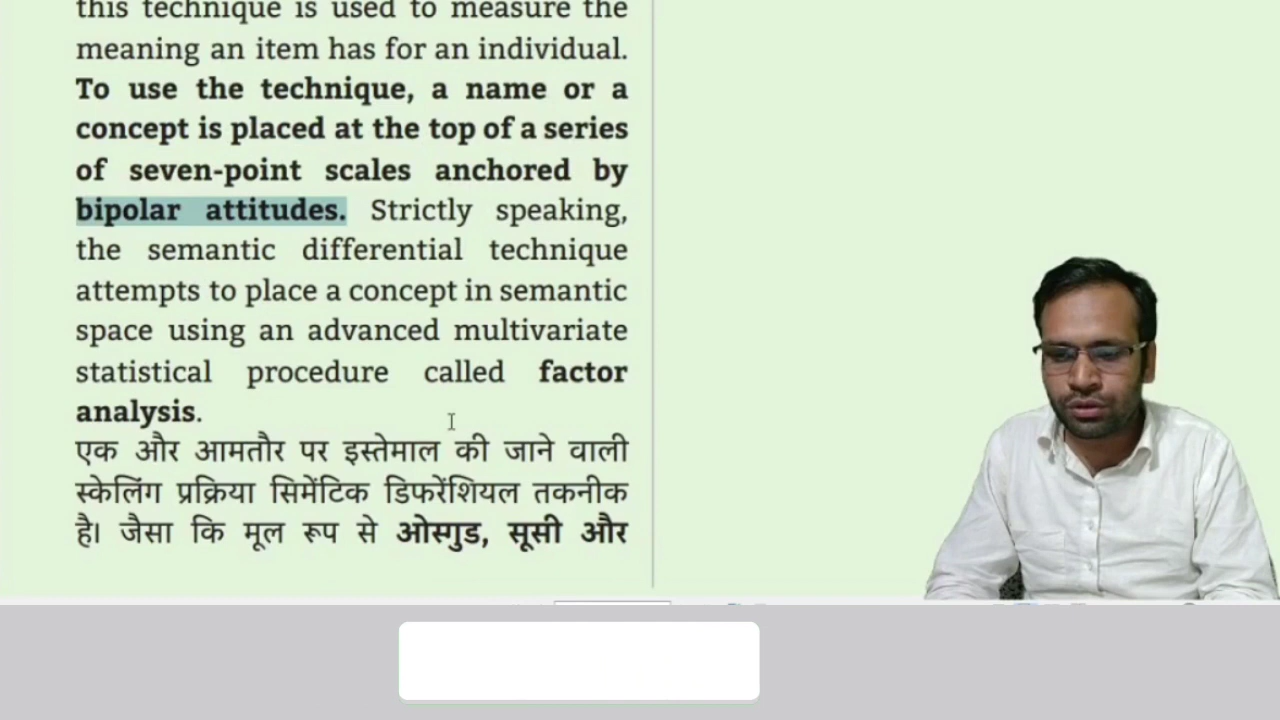 this technique is used to measure the
meaning an item has for an individual.
To use the technique, a name or a
concept is placed at the top of a series
of seven-point scales anchored by
bipolar attitudes. Strictly speaking,
the semantic differential technique
attempts to place a concept in semantic
space using an advanced multivariate
statistical procedure called factor
analysis.
एक और आमतौर पर इस्तेमाल की जाने वाली
स्केलिंग प्रक्रिया सिमेंटिक डिफरेंशियल तकनीक
है। जैसा कि मूल रूप से ओस्गुड, सूसी और